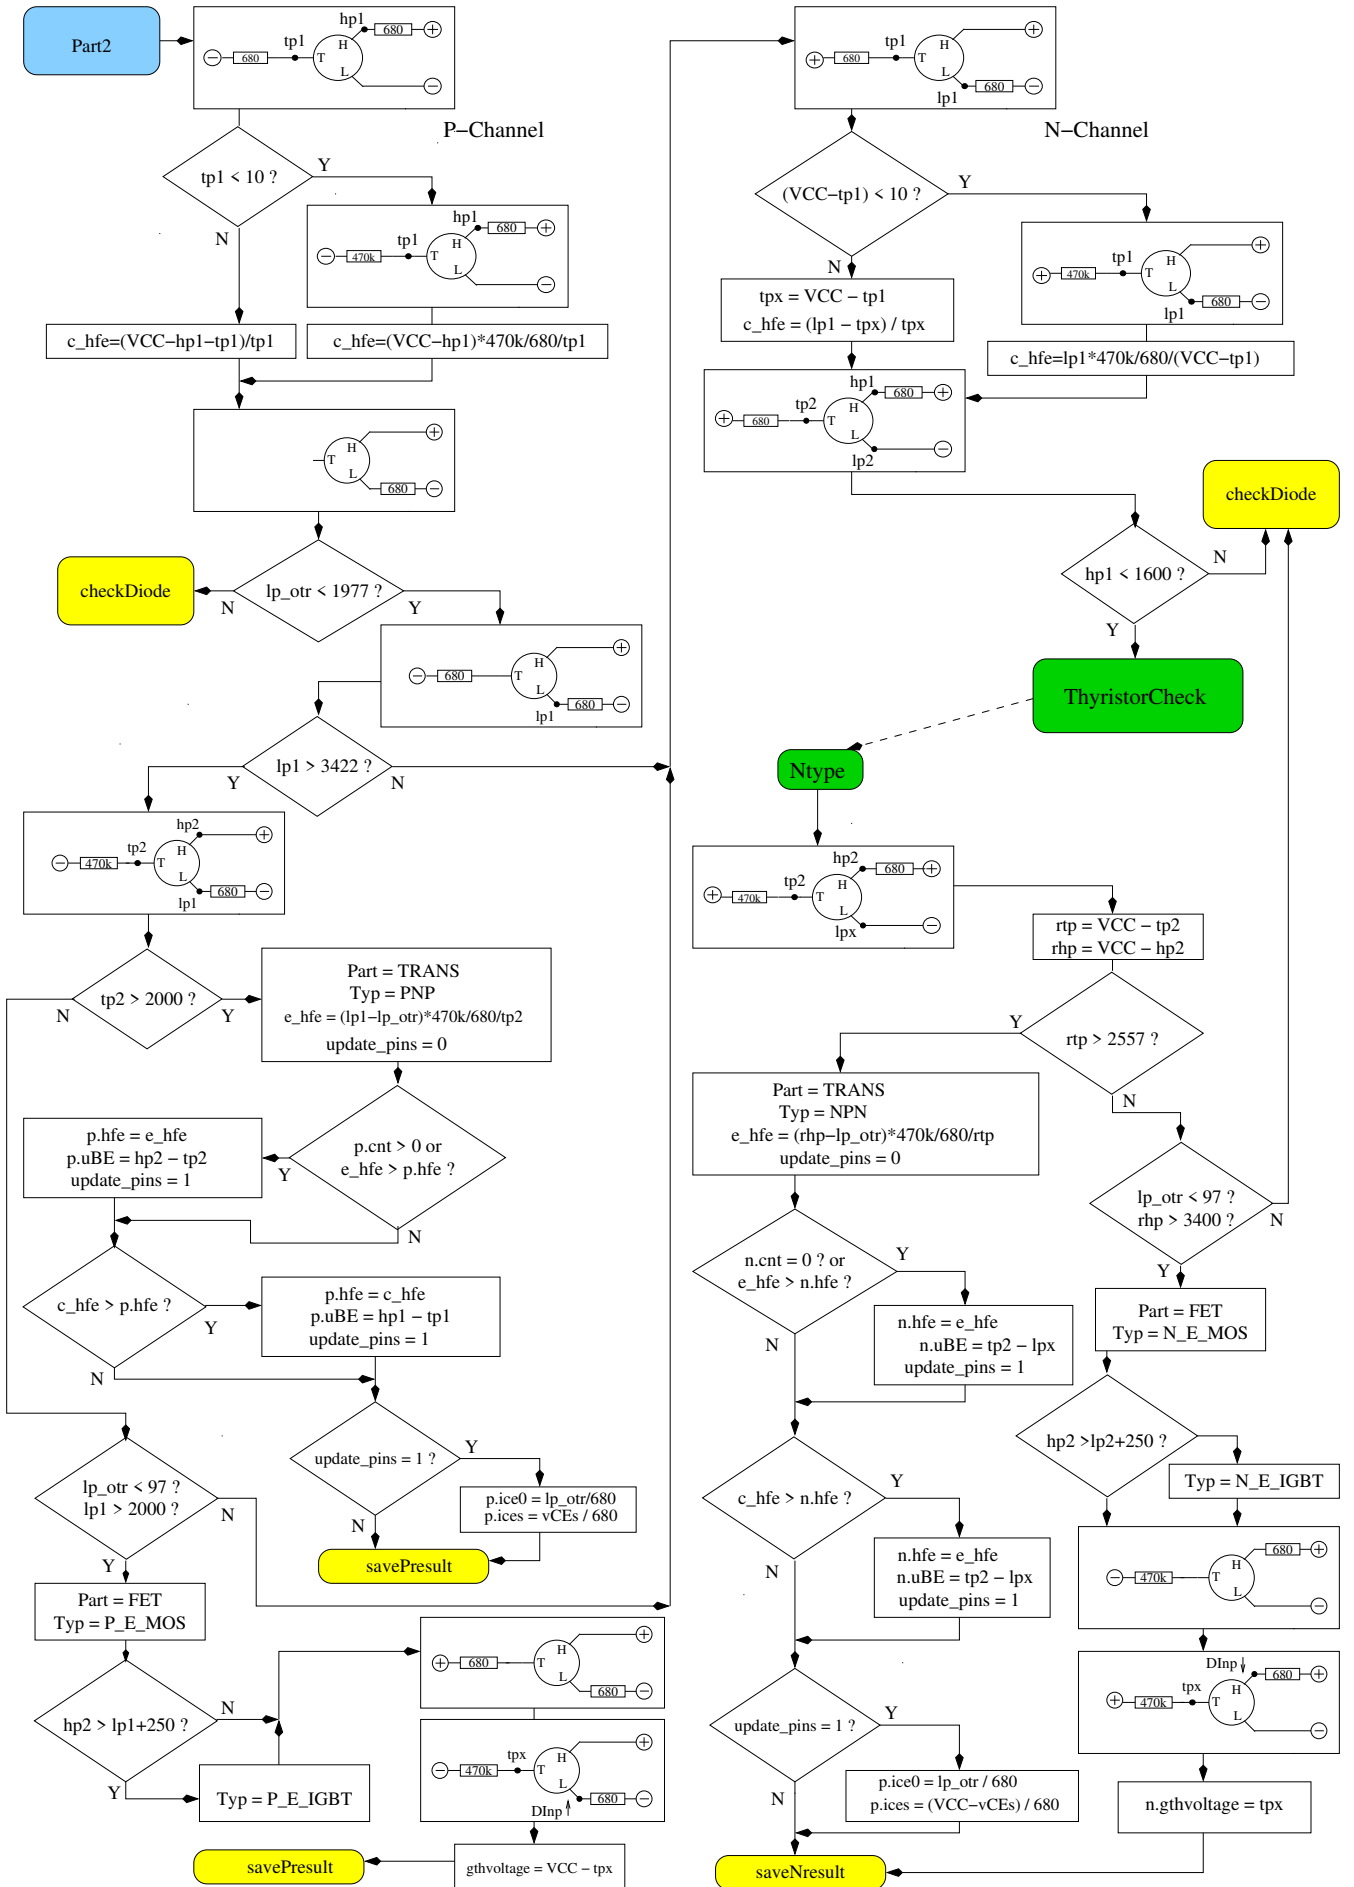 Part2
hp1
680
+
tp1
−
680
T
H
L
−
P−Channel
tp1 < 10 ?
Y
N
hp1
680
+
tp1
−
470k
T
H
L
−
c_hfe=(VCC−hp1−tp1)/tp1
c_hfe=(VCC−hp1)*470k/680/tp1
+
T
H
L
680
−
lp_otr < 1977 ?
N
Y
checkDiode
+
−
680
T
H
L
680
−
lp1
lp1 > 3422 ?
Y
N
hp2
+
tp2
−
470k
T
H
L
680
−
lp1
tp2 > 2000 ?
N
Y
Part = TRANS
Typ = PNP
e_hfe = (lp1−lp_otr)*470k/680/tp2
update_pins = 0
p.cnt > 0 or
e_hfe > p.hfe ?
Y
N
p.hfe = e_hfe
p.uBE = hp2 − tp2
update_pins = 1
c_hfe > p.hfe ?
Y
N
p.hfe = c_hfe
p.uBE = hp1 − tp1
update_pins = 1
update_pins = 1 ?
Y
N
p.ice0 = lp_otr/680
p.ices = vCEs / 680
savePresult
lp_otr < 97 ?
lp1 > 2000 ?
N
Y
Part = FET
Typ = P_E_MOS
hp2 > lp1+250 ?
N
Y
Typ = P_E_IGBT
+
+
680
T
H
L
680
−
+
tpx
−
470k
T
H
L
680
−
DInp
gthvoltage = VCC − tpx
savePresult
+
tp1
+
680
T
H
L
680
−
lp1
N−Channel
(VCC−tp1) < 10 ?
Y
N
+
tp1
+
470k
T
H
L
680
−
lp1
tpx = VCC − tp1
c_hfe = (lp1 − tpx) / tpx
c_hfe=lp1*470k/680/(VCC−tp1)
hp1
680
+
tp2
+
680
T
H
L
−
lp2
checkDiode
hp1 < 1600 ?
N
Y
ThyristorCheck
Ntype
hp2
680
+
tp2
+
470k
T
H
L
−
lpx
rtp = VCC − tp2
rhp = VCC − hp2
rtp > 2557 ?
Y
N
Part = TRANS
Typ = NPN
e_hfe = (rhp−lp_otr)*470k/680/rtp
update_pins = 0
lp_otr < 97 ?
rhp > 3400 ?
N
Y
n.cnt = 0 ? or
e_hfe > n.hfe ?
Y
N
n.hfe = e_hfe
n.uBE = tp2 − lpx
update_pins = 1
Part = FET
Typ = N_E_MOS
hp2 >lp2+250 ?
Y
Typ = N_E_IGBT
c_hfe > n.hfe ?
Y
N
n.hfe = e_hfe
n.uBE = tp2 − lpx
update_pins = 1
680
+
−
470k
T
H
L
−
DInp
680
+
tpx
+
470k
T
H
L
−
update_pins = 1 ?
Y
N
p.ice0 = lp_otr / 680
p.ices = (VCC−vCEs) / 680
n.gthvoltage = tpx
saveNresult